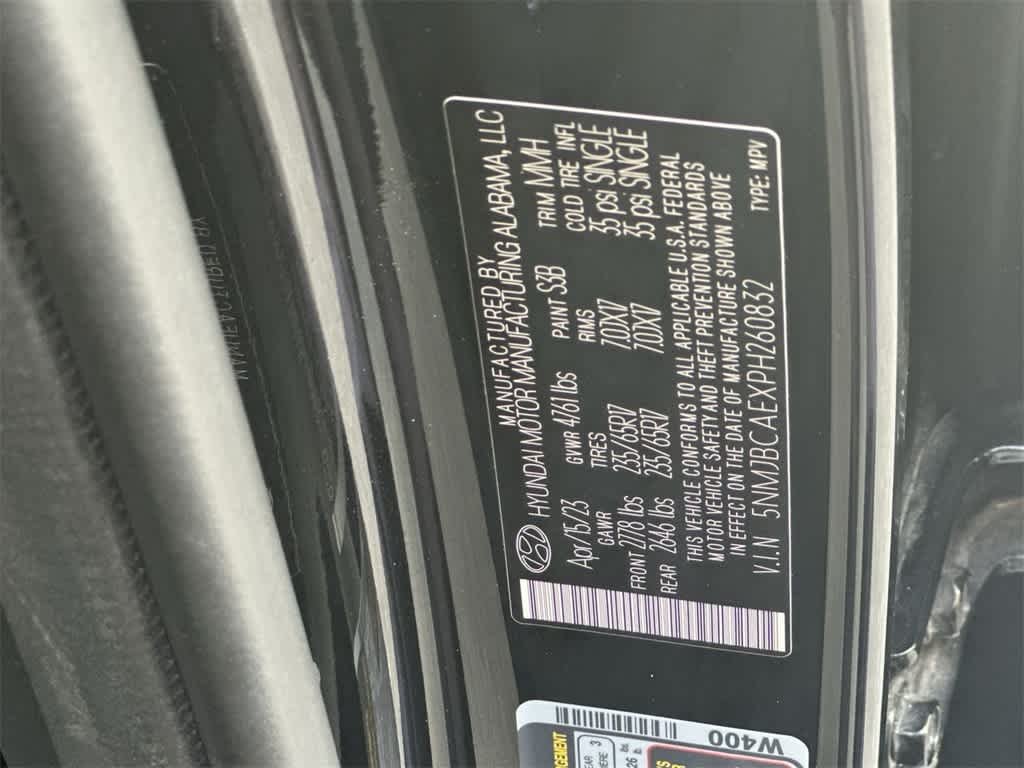 MANUFACTURED BY
HYUNDAI MOTOR MANUFACTURING ALABAMA, LLC
Apr/15/23 GVWR 4761 lbs PAINT S3B TRIM MMH
GAWR TIRES RIMS COLD TIRE INFL
FRONT 2778 lbs 235/65R17 7.0X17 35 psi SINGLE
REAR 2646 lbs 235/65R17 7.0X17 35 psi SINGLE
THIS VEHICLE CONFORMS TO ALL APPLICABLE U.S.A. FEDERAL
MOTOR VEHICLE SAFETY AND THEFT PREVENTION STANDARDS
IN EFFECT ON THE DATE OF MANUFACTURE SHOWN ABOVE
V.I.N 5NMJBCAEXPH260832 TYPE: MPV
W400
3